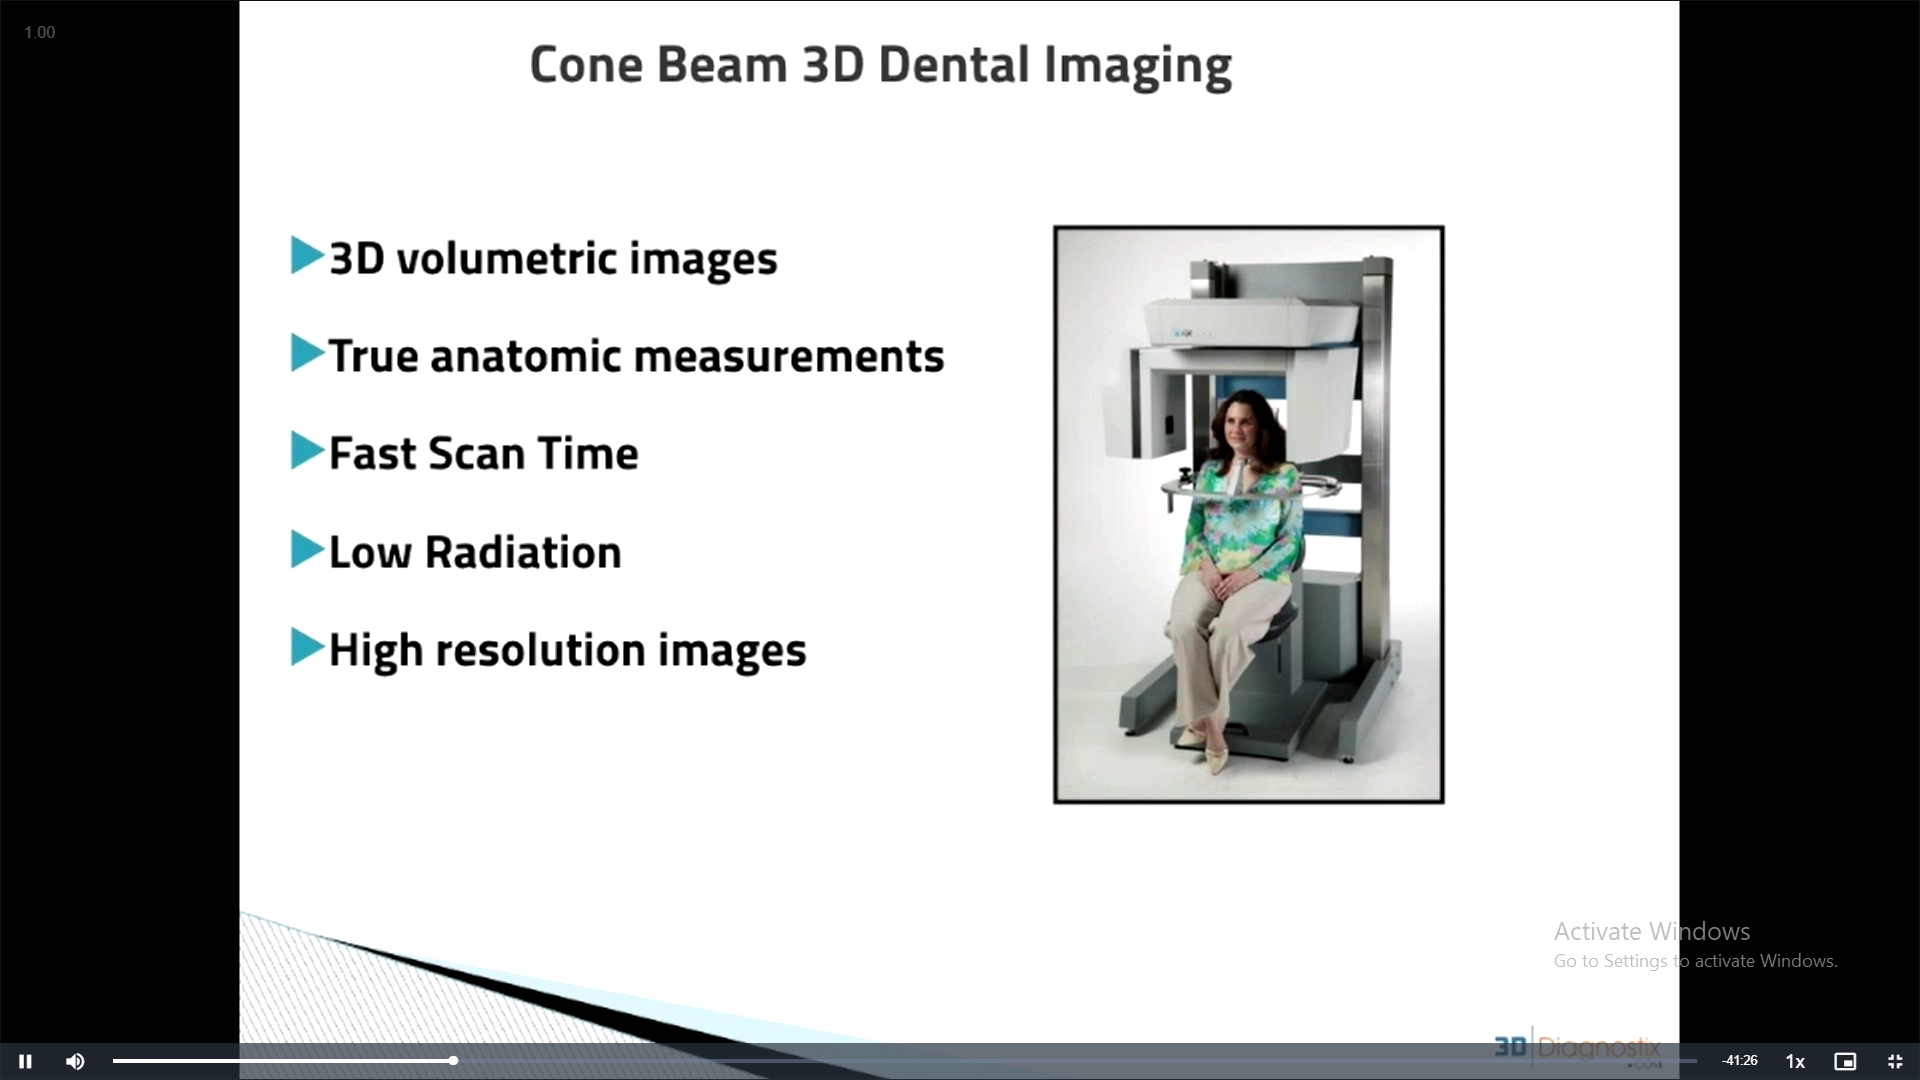 1.00
Cone Beam 3D Dental Imaging
3D volumetric images
True anatomic measurements
Fast Scan Time
Low Radiation
High resolution images
Activate Windows
Go to Settings to activate Windows.
3D Diagnostix
.COM
-41:26
1x